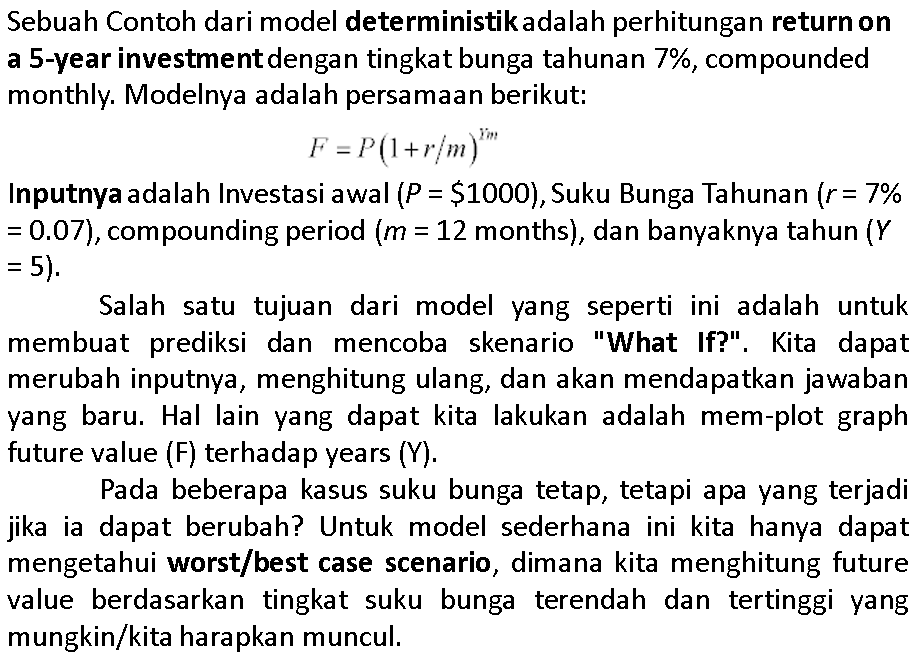 Sebuah Contoh dari model deterministik adalah perhitungan return on
a 5-year investment dengan tingkat bunga tahunan 7%, compounded
monthly. Modelnya adalah persamaan berikut:
F = P(1+r/m)^Ym
Inputnya adalah Investasi awal (P = $1000), Suku Bunga Tahunan (r = 7%
= 0.07), compounding period (m = 12 months), dan banyaknya tahun (Y
= 5).
Salah satu tujuan dari model yang seperti ini adalah untuk
membuat prediksi dan mencoba skenario "What If?". Kita dapat
merubah inputnya, menghitung ulang, dan akan mendapatkan jawaban
yang baru. Hal lain yang dapat kita lakukan adalah mem-plot graph
future value (F) terhadap years (Y).
Pada beberapa kasus suku bunga tetap, tetapi apa yang terjadi
jika ia dapat berubah? Untuk model sederhana ini kita hanya dapat
mengetahui worst/best case scenario, dimana kita menghitung future
value berdasarkan tingkat suku bunga terendah dan tertinggi yang
mungkin/kita harapkan muncul.